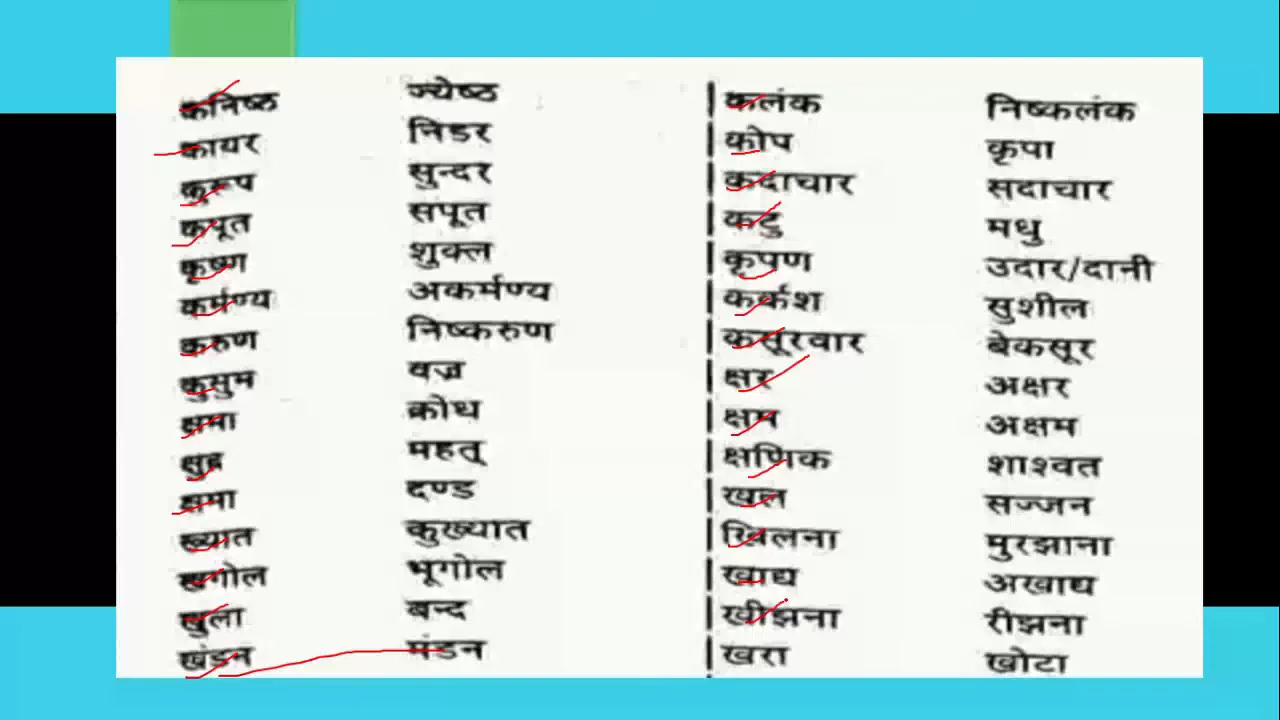 कनिष्ठ ज्येष्ठ
कायर निडर
कुरूप सुन्दर
कपूत सपूत
कृष्ण शुक्ल
कर्मण्य अकर्मण्य
करुण निष्करुण
कुसुम वज्र
क्षमा क्रोध
क्षुद्र महत्
क्षमा दण्ड
ख्यात कुख्यात
खगोल भूगोल
खुला बन्द
खंडन मंडन
कलंक निष्कलंक
कोप कृपा
कदाचार सदाचार
कटु मधु
कृपण उदार/दानी
कर्कश सुशील
कसूरवार बेकसूर
क्षर अक्षर
क्षम अक्षम
क्षणिक शाश्वत
खल सज्जन
खिलना मुरझाना
खाद्य अखाद्य
खीझना रीझना
खरा खोटा